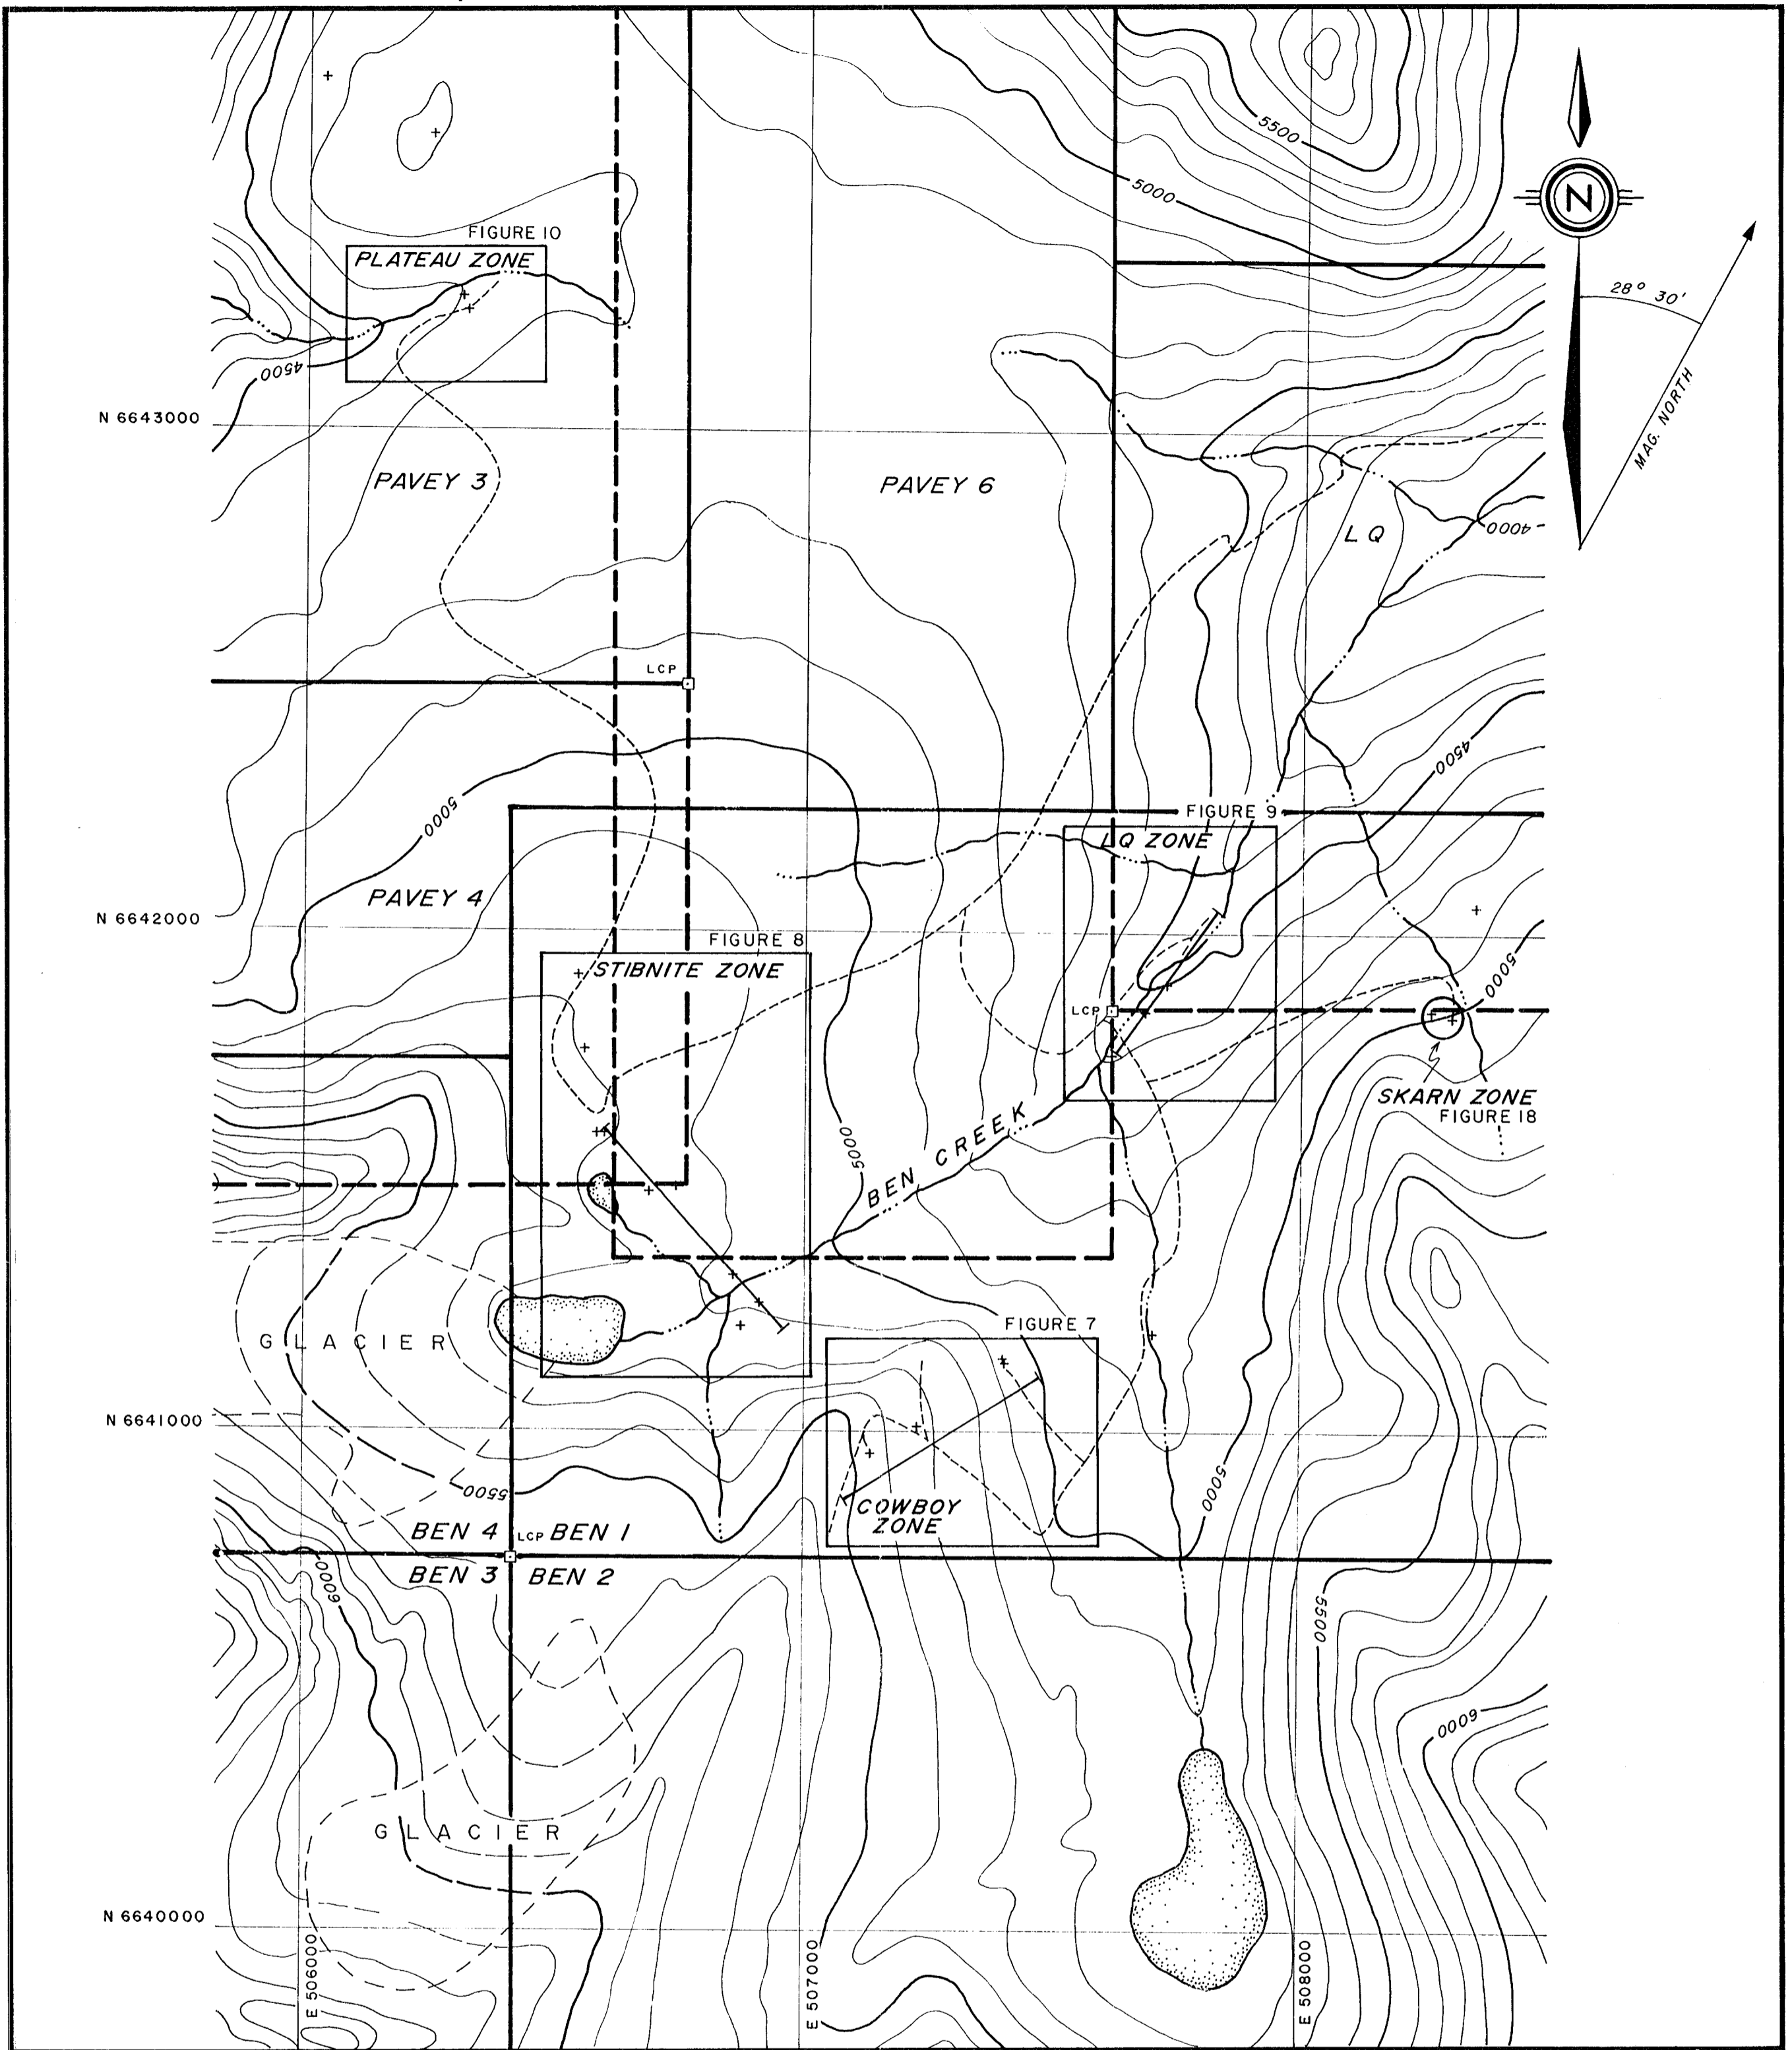 5500
5000
N
28° 30'
MAG. NORTH
FIGURE 10
PLATEAU ZONE
4500
N 6643000
PAVEY 3
PAVEY 6
LQ
4000
LCP
4500
5000
FIGURE 9
LQ ZONE
PAVEY 4
N 6642000
FIGURE 8
STIBNITE ZONE
5000
LCP
SKARN ZONE
FIGURE 18
5000
BEN CREEK
GLACIER
FIGURE 7
N 6641000
5500
5000
COWBOY
ZONE
BEN 4
LCP
BEN 1
BEN 3
BEN 2
6000
5500
6000
GLACIER
N 6640000
E 506000
E 507000
E 508000